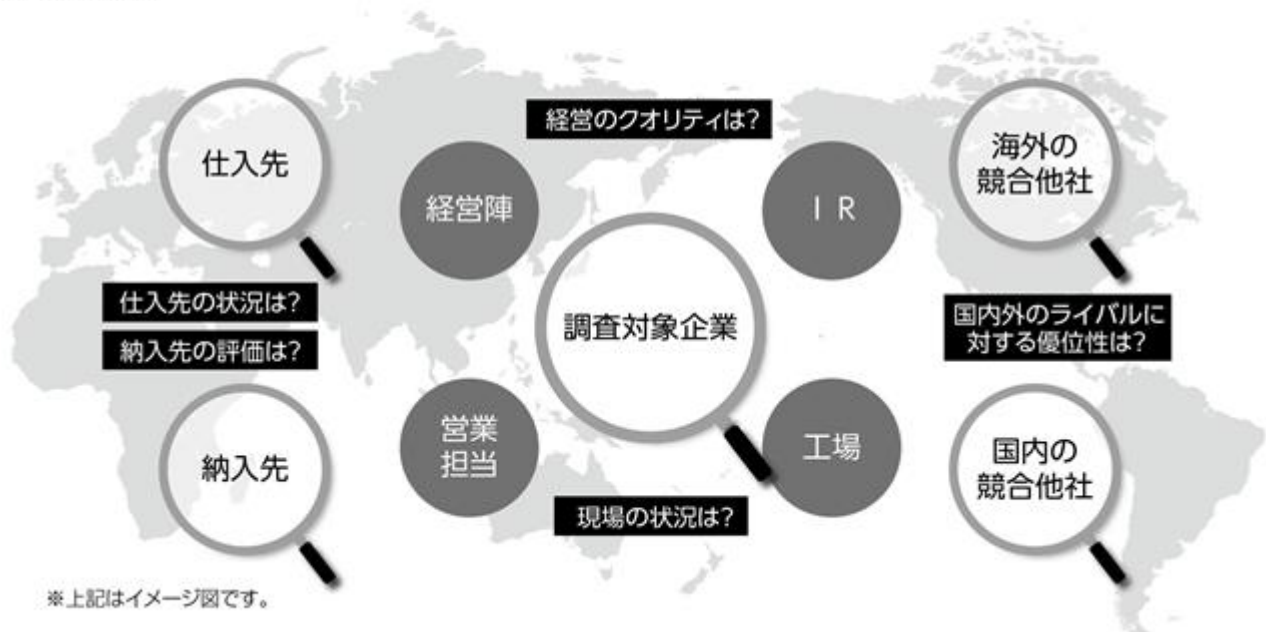 経営のクオリティは?
仕入先
経営陣
I R
海外の
競合他社
仕入先の状況は?
納入先の評価は?
調査対象企業
国内外のライバルに
対する優位性は?
納入先
営業
担当
工場
国内の
競合他社
現場の状況は?
※上記はイメージ図です。